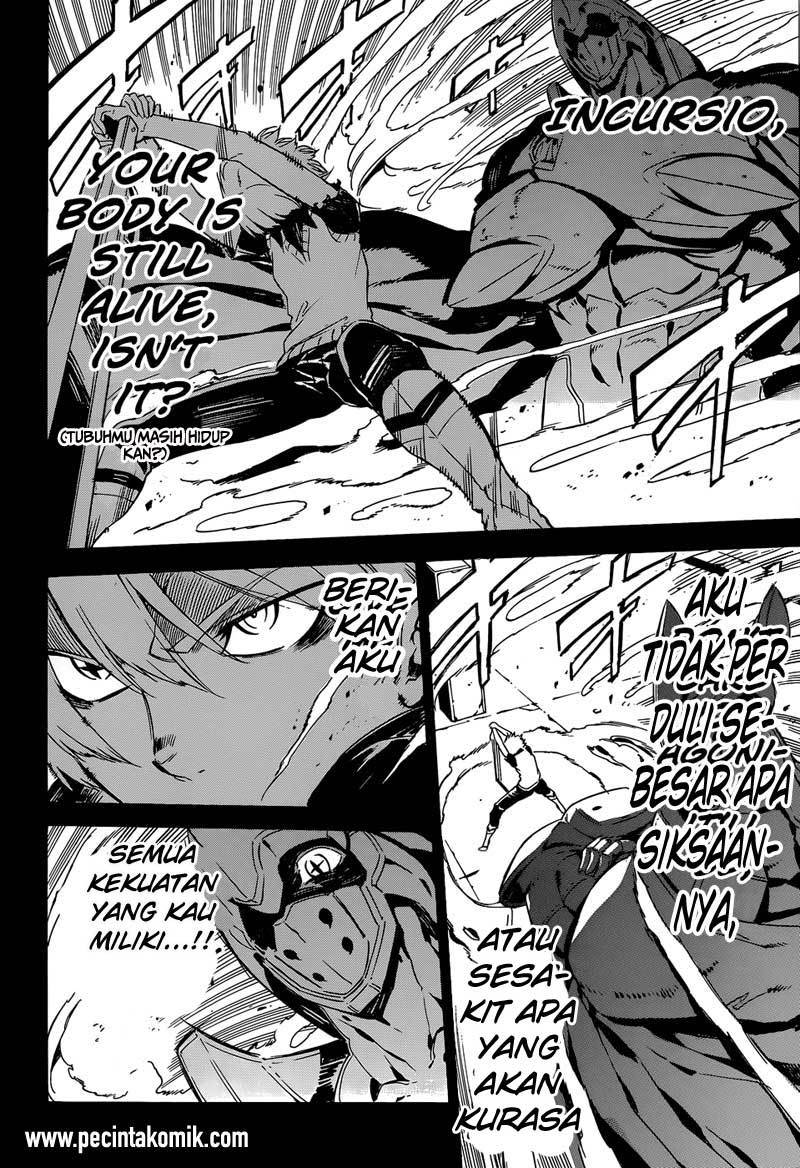 INCURSIO,
YOUR
BODY IS
STILL
ALIVE,
ISN'T
IT?
(TUBUHMU MASIH HIDUP
KAN?)
AKU
TIDAK PER
DULI SE-
BESAR APA
SIKSAAN-
NYA,
ATAU
SESA-
KIT APA
YANG
AKAN
KURASA
BERI-
KAN
AKU
SEMUA
KEKUATAN
YANG KAU
MILIKI...!!
www.pecintakomik.com